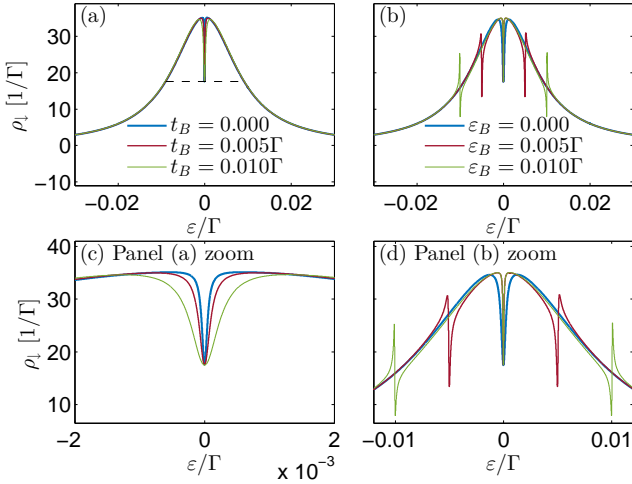 (a)
ρ↓ [1/Γ]
30
20
10
0
−10
t_B = 0.000
t_B = 0.005Γ
t_B = 0.010Γ
−0.02 0 0.02
ε/Γ
(b)
ε_B = 0.000
ε_B = 0.005Γ
ε_B = 0.010Γ
−0.02 0 0.02
ε/Γ
(c) Panel (a) zoom
ρ↓ [1/Γ]
40
30
20
10
−2 0 2
ε/Γ
x 10⁻³
(d) Panel (b) zoom
−0.01 0 0.01
ε/Γ